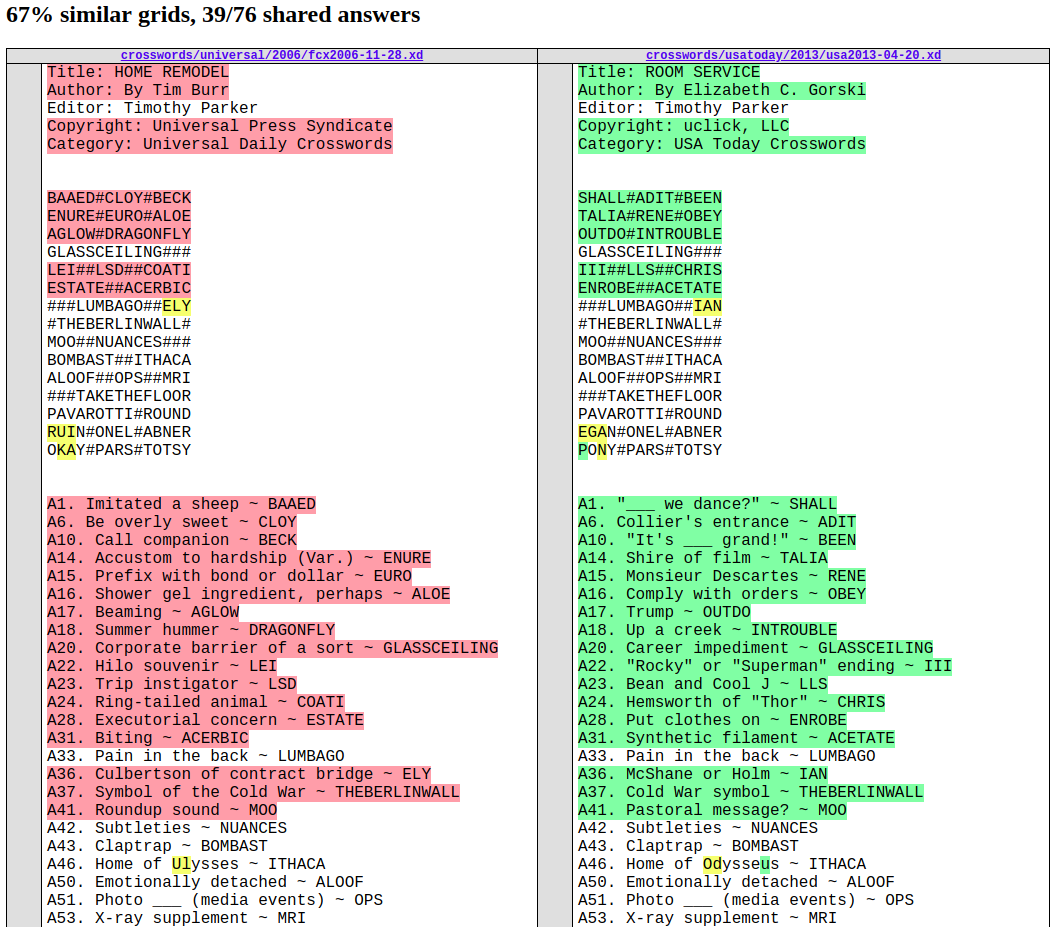 67% similar grids, 39/76 shared answers
crosswords/universal/2006/fcx2006-11-28.xd
Title: HOME REMODEL
Author: By Tim Burr
Editor: Timothy Parker
Copyright: Universal Press Syndicate
Category: Universal Daily Crosswords
BAAED#CLOY#BECK
ENURE#EURO#ALOE
AGLOW#DRAGONFLY
GLASSCEILING###
LEI##LSD##COATI
ESTATE##ACERBIC
###LUMBAGO##ELY
#THEBERLINWALL#
MOO##NUANCES###
BOMBAST##ITHACA
ALOOF##OPS##MRI
###TAKETHEFLOOR
PAVAROTTI#ROUND
RUIN#ONEL#ABNER
OKAY#PARS#TOTSY
A1. Imitated a sheep ~ BAAED
A6. Be overly sweet ~ CLOY
A10. Call companion ~ BECK
A14. Accustom to hardship (Var.) ~ ENURE
A15. Prefix with bond or dollar ~ EURO
A16. Shower gel ingredient, perhaps ~ ALOE
A17. Beaming ~ AGLOW
A18. Summer hummer ~ DRAGONFLY
A20. Corporate barrier of a sort ~ GLASSCEILING
A22. Hilo souvenir ~ LEI
A23. Trip instigator ~ LSD
A24. Ring-tailed animal ~ COATI
A28. Executorial concern ~ ESTATE
A31. Biting ~ ACERBIC
A33. Pain in the back ~ LUMBAGO
A36. Culbertson of contract bridge ~ ELY
A37. Symbol of the Cold War ~ THEBERLINWALL
A41. Roundup sound ~ MOO
A42. Subtleties ~ NUANCES
A43. Claptrap ~ BOMBAST
A46. Home of Ulysses ~ ITHACA
A50. Emotionally detached ~ ALOOF
A51. Photo ___ (media events) ~ OPS
A53. X-ray supplement ~ MRI
crosswords/usatoday/2013/usa2013-04-20.xd
Title: ROOM SERVICE
Author: By Elizabeth C. Gorski
Editor: Timothy Parker
Copyright: uclick, LLC
Category: USA Today Crosswords
SHALL#ADIT#BEEN
TALIA#RENE#OBEY
OUTDO#INTROUBLE
GLASSCEILING###
III##LLS##CHRIS
ENROBE##ACETATE
###LUMBAGO##IAN
#THEBERLINWALL#
MOO##NUANCES###
BOMBAST##ITHACA
ALOOF##OPS##MRI
###TAKETHEFLOOR
PAVAROTTI#ROUND
EGAN#ONEL#ABNER
PONY#PARS#TOTSY
A1. "___ we dance?" ~ SHALL
A6. Collier's entrance ~ ADIT
A10. "It's ___ grand!" ~ BEEN
A14. Shire of film ~ TALIA
A15. Monsieur Descartes ~ RENE
A16. Comply with orders ~ OBEY
A17. Trump ~ OUTDO
A18. Up a creek ~ INTROUBLE
A20. Career impediment ~ GLASSCEILING
A22. "Rocky" or "Superman" ending ~ III
A23. Bean and Cool J ~ LLS
A24. Hemsworth of "Thor" ~ CHRIS
A28. Put clothes on ~ ENROBE
A31. Synthetic filament ~ ACETATE
A33. Pain in the back ~ LUMBAGO
A36. McShane or Holm ~ IAN
A37. Cold War symbol ~ THEBERLINWALL
A41. Pastoral message? ~ MOO
A42. Subtleties ~ NUANCES
A43. Claptrap ~ BOMBAST
A46. Home of Odysseus ~ ITHACA
A50. Emotionally detached ~ ALOOF
A51. Photo ___ (media events) ~ OPS
A53. X-ray supplement ~ MRI